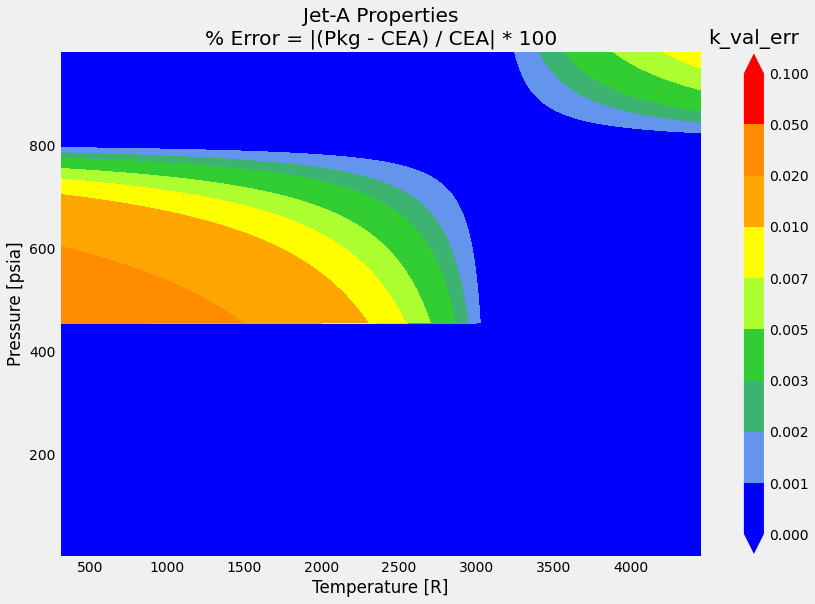 Jet-A Properties
% Error = |(Pkg - CEA) / CEA| * 100
k_val_err
0.100
0.050
0.020
0.010
0.007
0.005
0.003
0.002
0.001
0.000
Pressure [psia]
800
600
400
200
500 1000 1500 2000 2500 3000 3500 4000
Temperature [R]